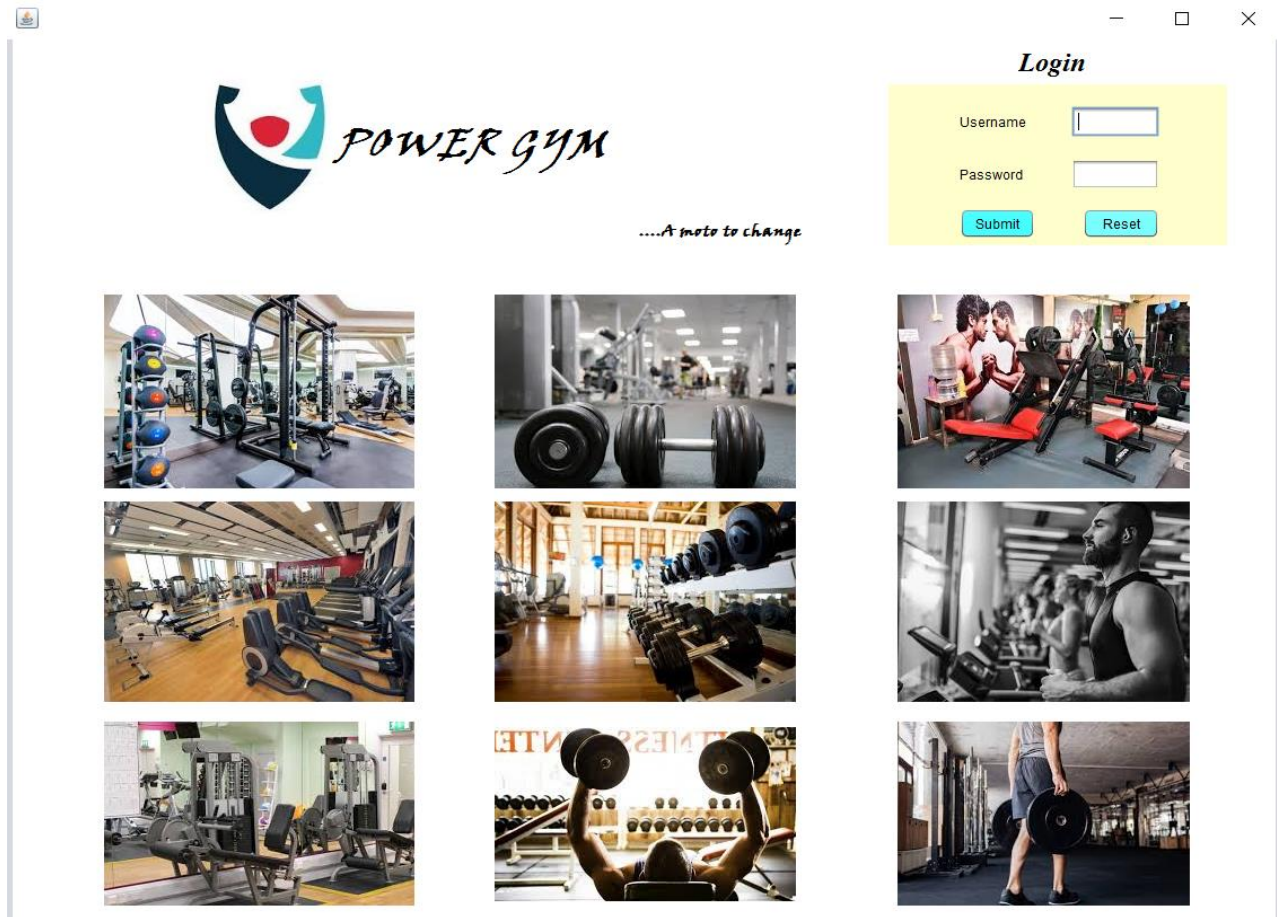 Login
POWER GYM
Username
Password
....A moto to change
Submit
Reset